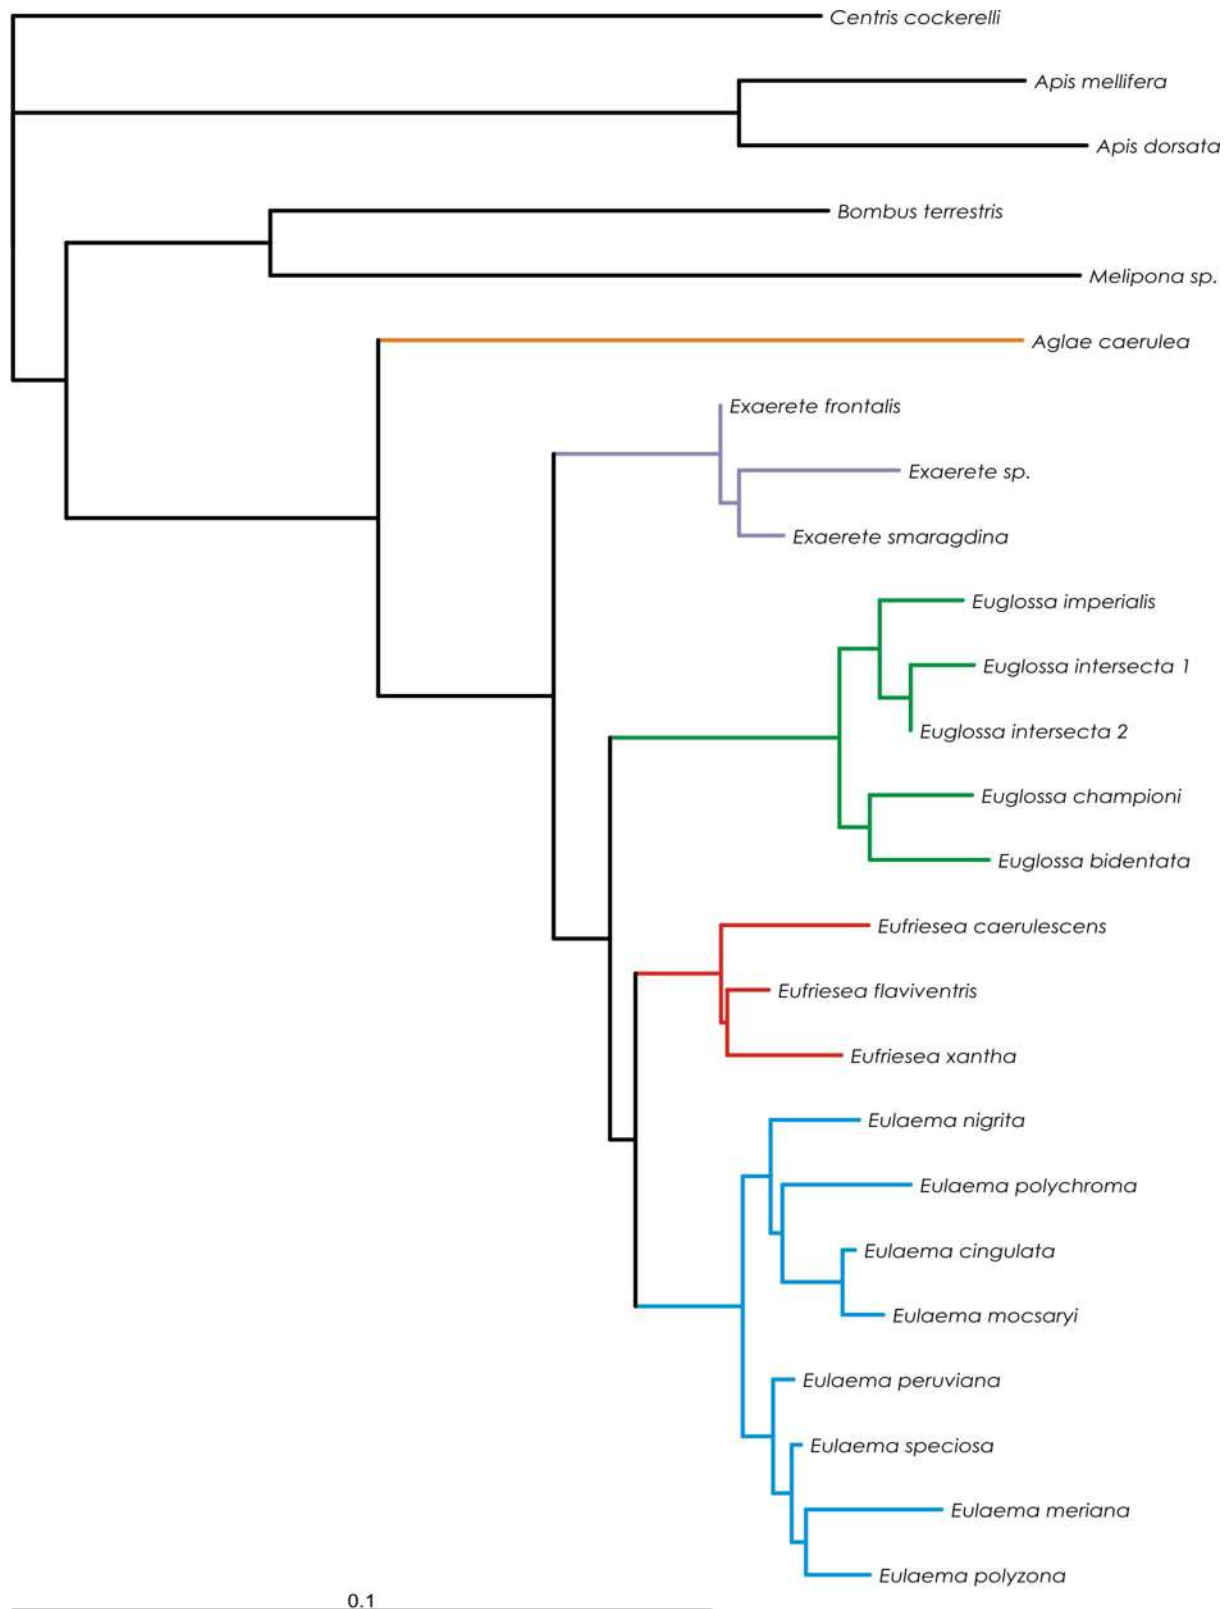 Centris cockerelli
Apis mellifera
Apis dorsata
Bombus terrestris
Melipona sp.
Aglae caerulea
Exaerete frontalis
Exaerete sp.
Exaerete smaragdina
Euglossa imperialis
Euglossa intersecta 1
Euglossa intersecta 2
Euglossa championi
Euglossa bidentata
Eufriesea caerulescens
Eufriesea flaviventris
Eufriesea xantha
Eulaema nigrita
Eulaema polychroma
Eulaema cingulata
Eulaema mocsaryi
Eulaema peruviana
Eulaema speciosa
Eulaema meriana
Eulaema polyzona
0.1